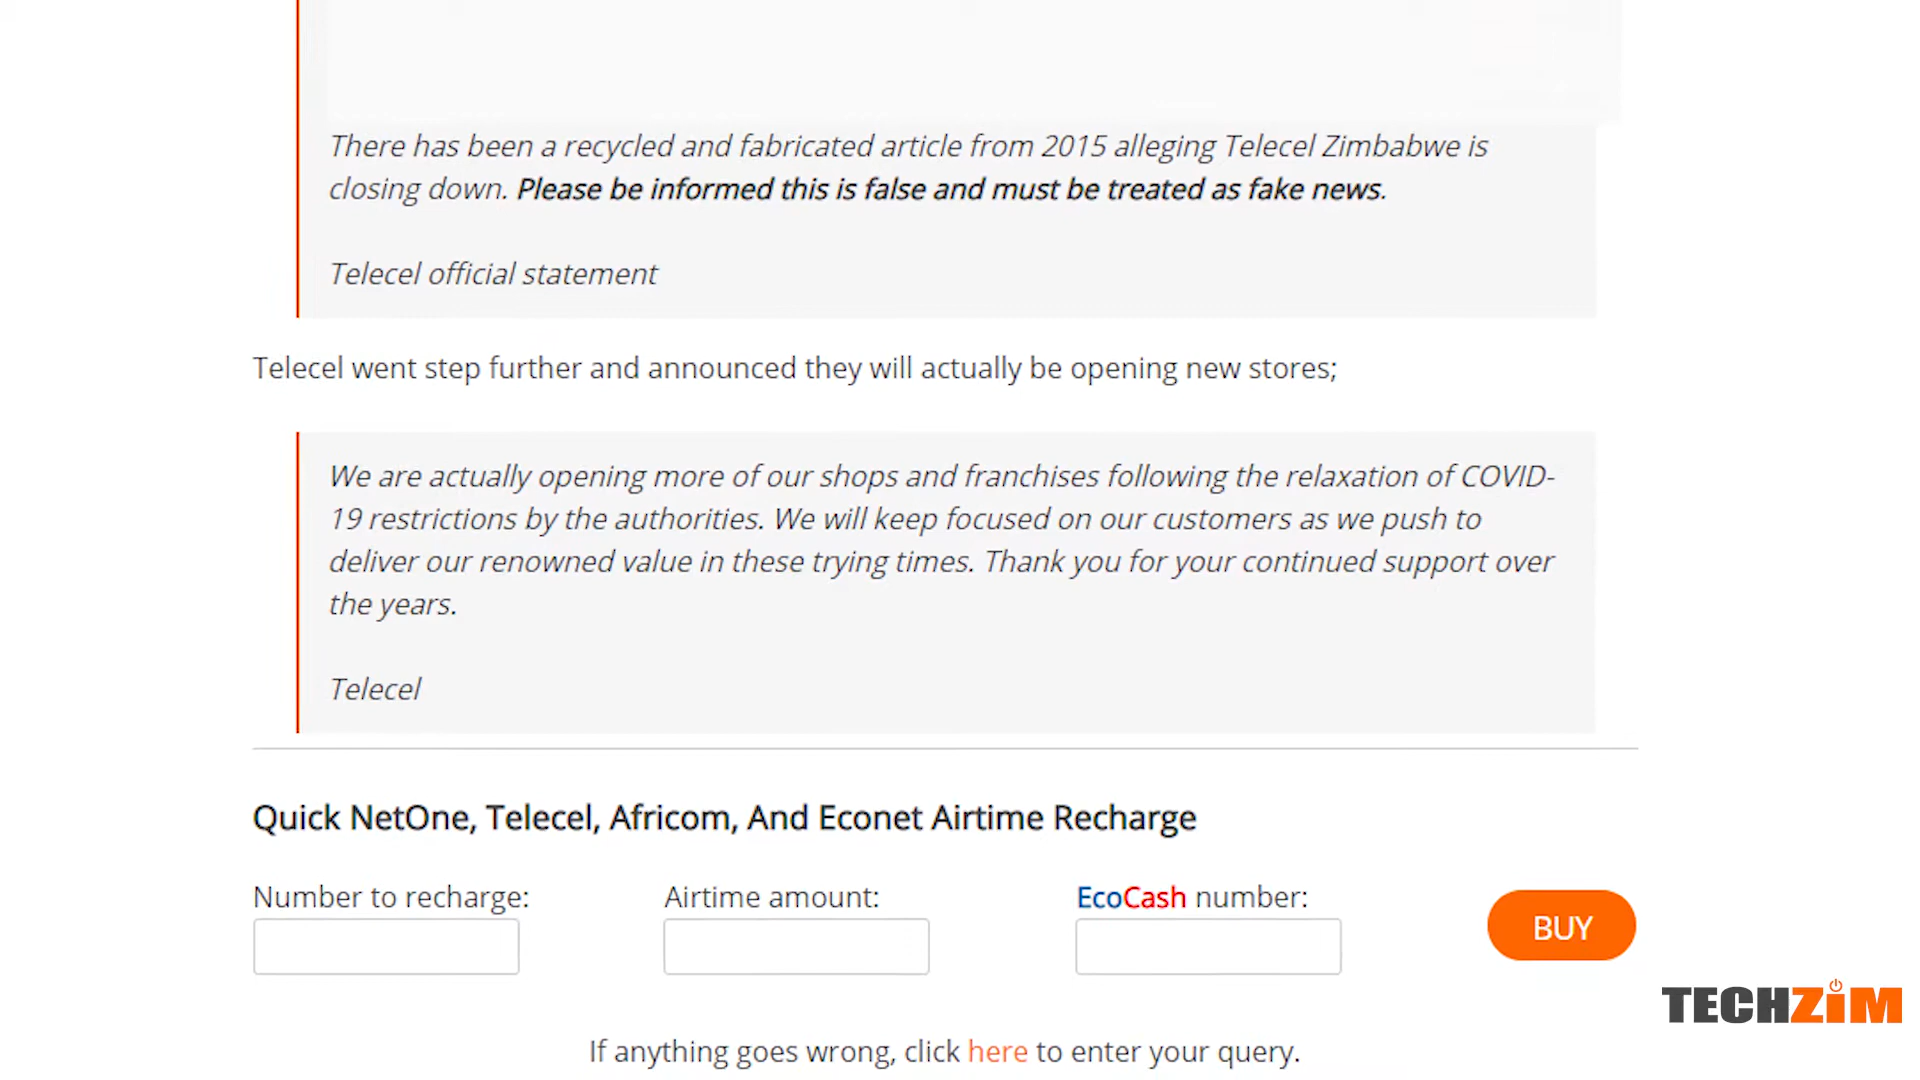 There has been a recycled and fabricated article from 2015 alleging Telecel Zimbabwe is
closing down. Please be informed this is false and must be treated as fake news.
Telecel official statement
Telecel went step further and announced they will actually be opening new stores;
We are actually opening more of our shops and franchises following the relaxation of COVID-
19 restrictions by the authorities. We will keep focused on our customers as we push to
deliver our renowned value in these trying times. Thank you for your continued support over
the years.
Telecel
Quick NetOne, Telecel, Africom, And Econet Airtime Recharge
Number to recharge: Airtime amount: EcoCash number:
BUY
TECHZiM
If anything goes wrong, click here to enter your query.